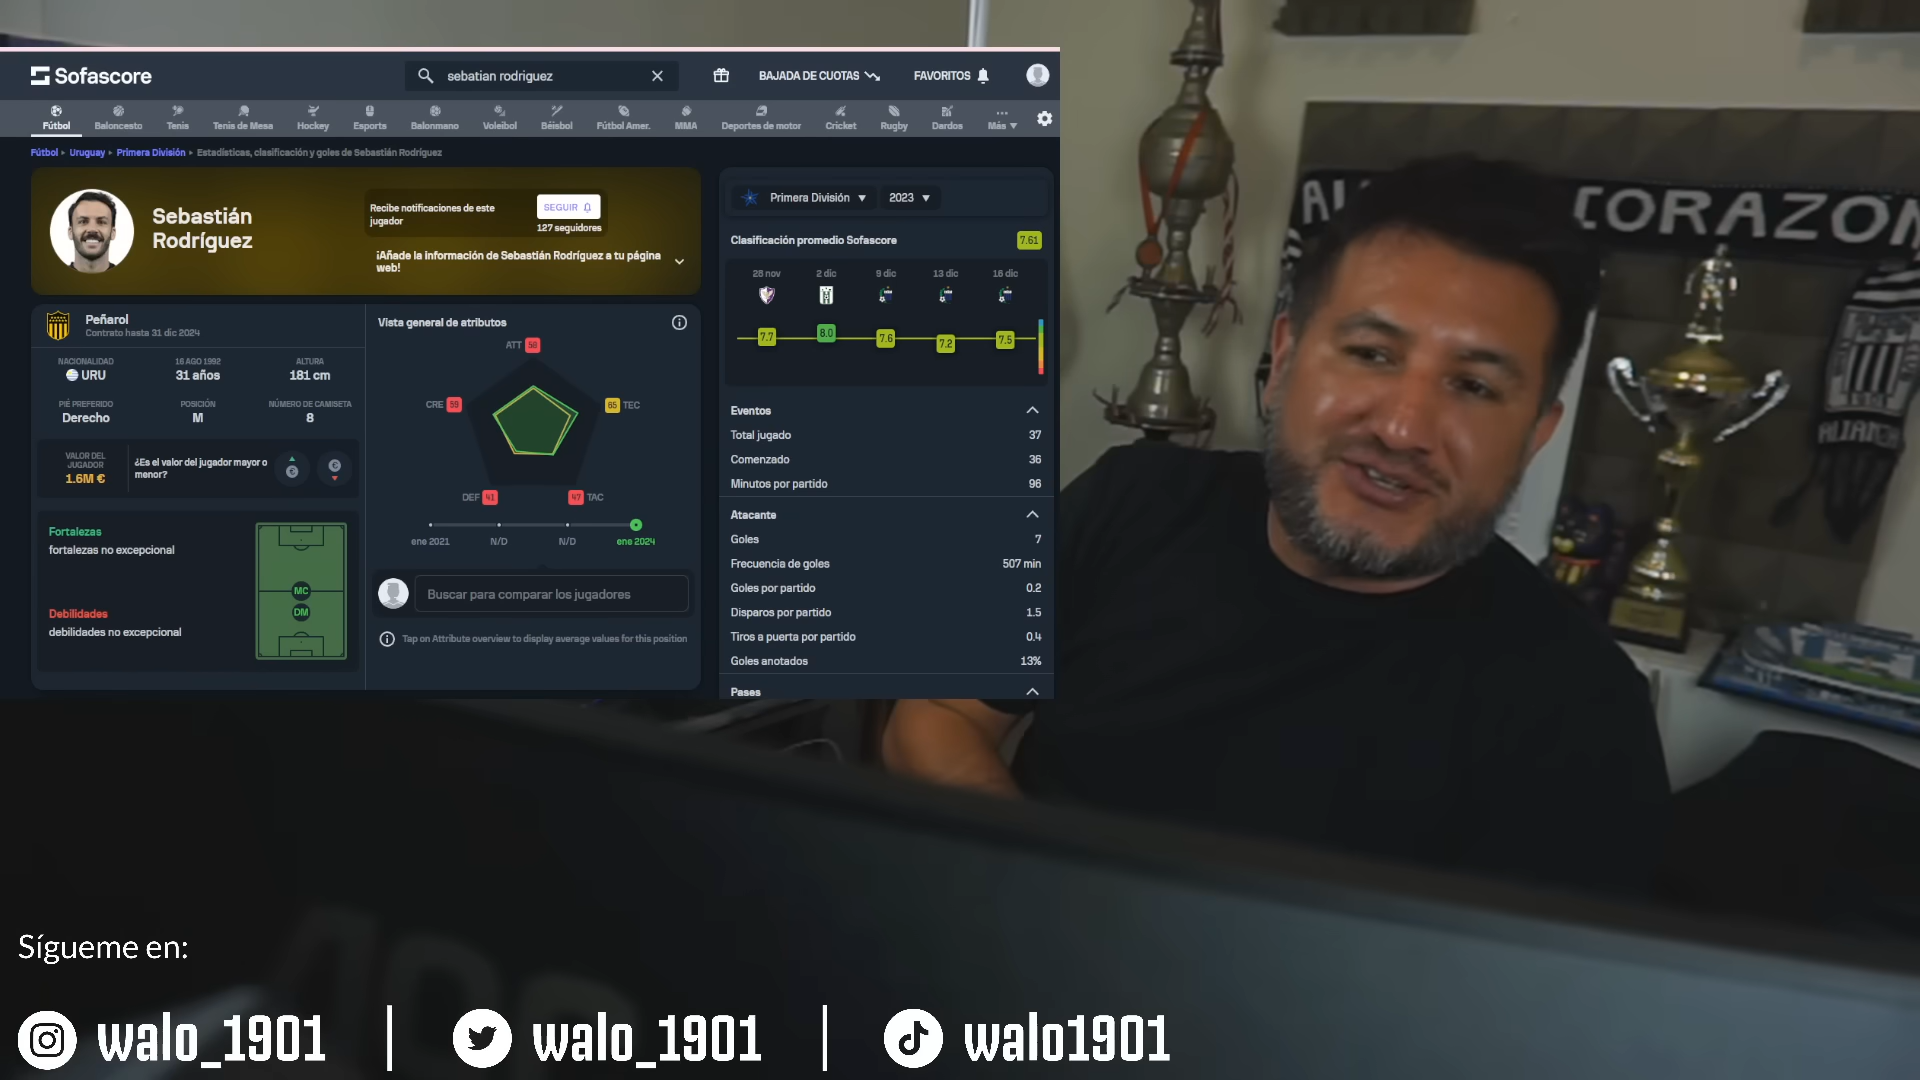 Sofascore
sebatian rodriguez
BAJADA DE CUOTAS
FAVORITOS
Fútbol
Baloncesto
Tenis
Tenis de Mesa
Hockey
Esports
Balonmano
Voleibol
Béisbol
Fútbol Amer.
MMA
Deportes de motor
Cricket
Rugby
Dardos
Más
Fútbol
Uruguay
Primera División
Estadísticas, clasificación y goles de Sebastián Rodríguez
Sebastián
Rodríguez
Recibe notificaciones de este
jugador
SEGUIR
127 seguidores
¡Añade la información de Sebastián Rodríguez a tu página
web!
Peñarol
Contrato hasta 31 dic 2024
NACIONALIDAD
URU
16 AGO 1992
31 años
ALTURA
181 cm
PIÉ PREFERIDO
Derecho
POSICIÓN
M
NÚMERO DE CAMISETA
8
VALOR DEL
JUGADOR
1.6M €
¿Es el valor del jugador mayor o
menor?
Fortalezas
fortalezas no excepcional
Debilidades
debilidades no excepcional
MC
DM
Vista general de atributos
ATT 58
CRE 59
65 TEC
DEF 41
47 TAC
ene 2021
N/D
N/D
ene 2024
Buscar para comparar los jugadores
Tap on Attribute overview to display average values for this position
Primera División
2023
Clasificación promedio Sofascore
7.61
28 nov
2 dic
9 dic
13 dic
16 dic
7.7
8.0
7.6
7.2
7.5
Eventos
Total jugado 37
Comenzado 36
Minutos por partido 96
Atacante
Goles 7
Frecuencia de goles 507 min
Goles por partido 0.2
Disparos por partido 1.5
Tiros a puerta por partido 0.4
Goles anotados 13%
Pases
CORAZON
ALIANZA
Sígueme en:
walo_1901 | walo_1901 | walo1901